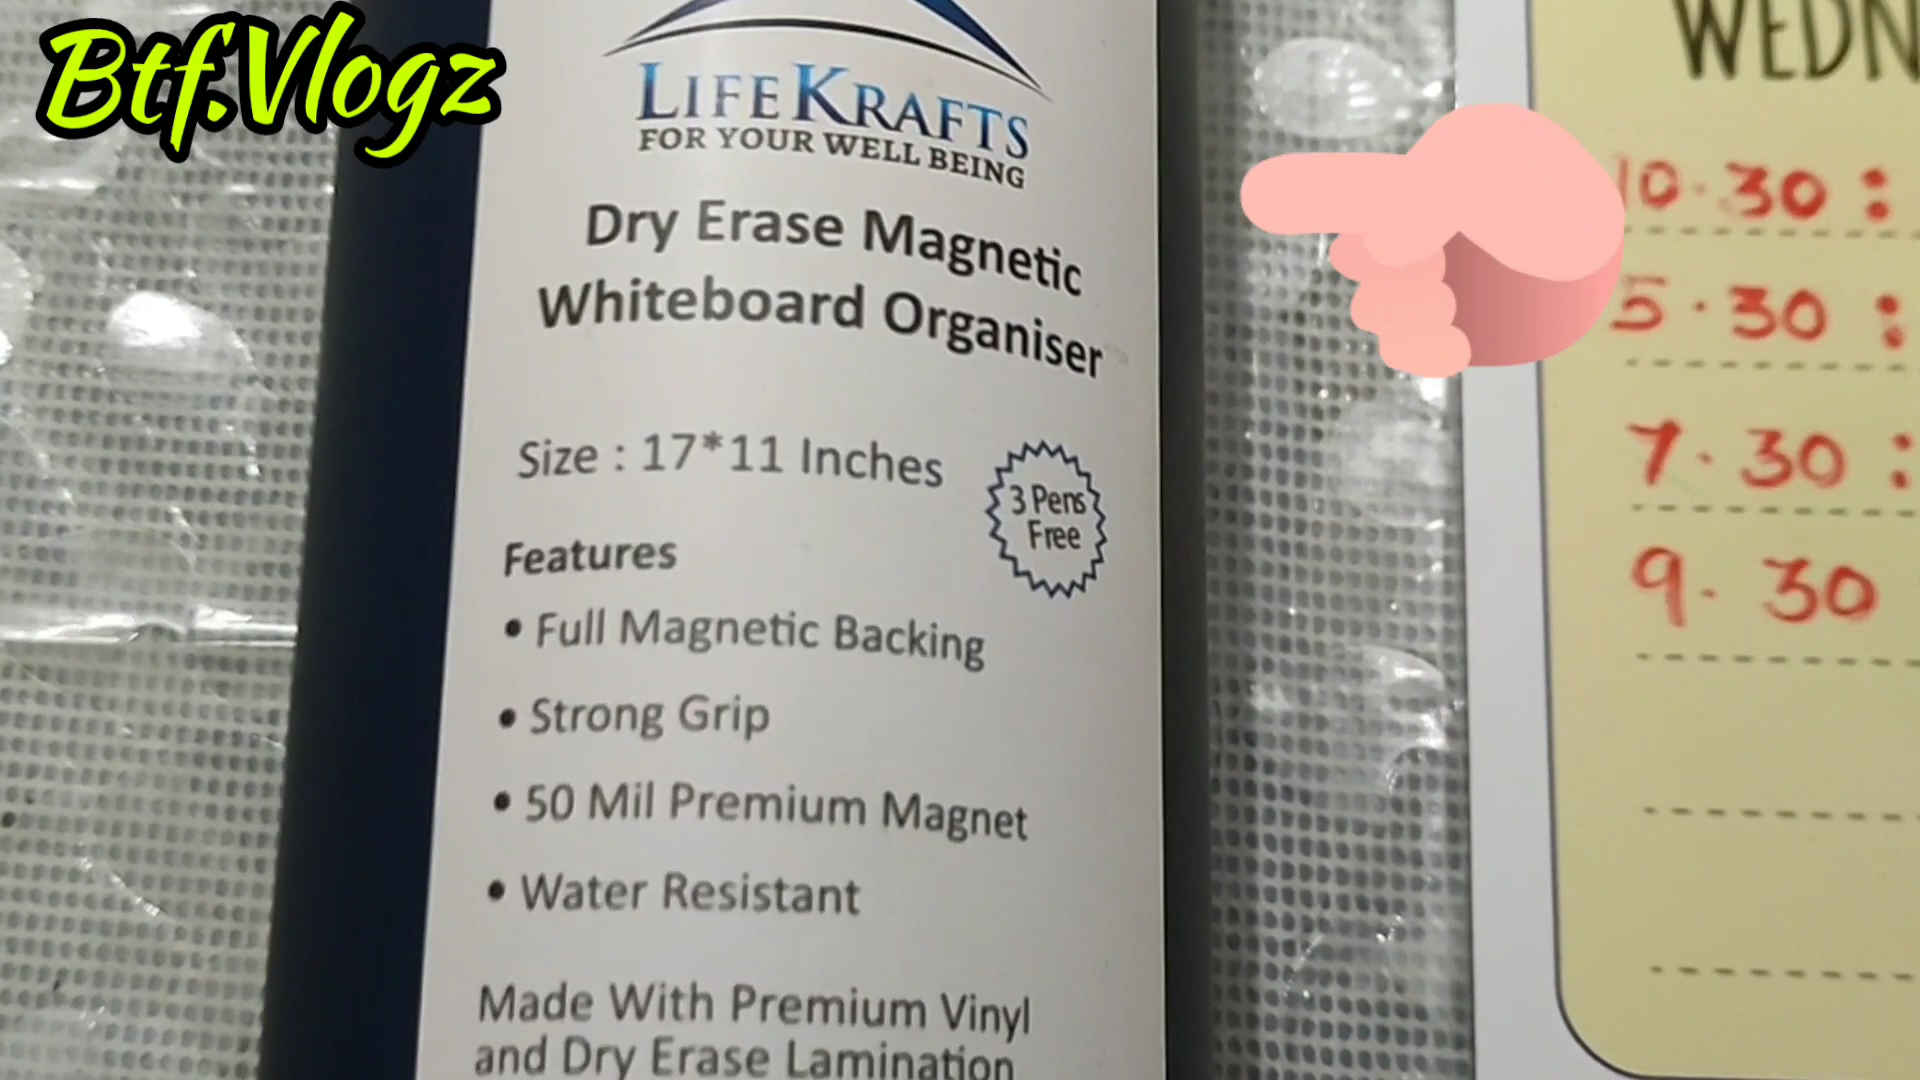 Btf.Vlogz
LIFEKRAFTS
FOR YOUR WELL BEING
Dry Erase Magnetic
Whiteboard Organiser
Size : 17*11 Inches
3 Pens
Free
Features
• Full Magnetic Backing
• Strong Grip
• 50 Mil Premium Magnet
• Water Resistant
Made With Premium Vinyl
and Dry Erase Lamination
WEDN
10.30 :
5.30 :
7.30 :
9.30